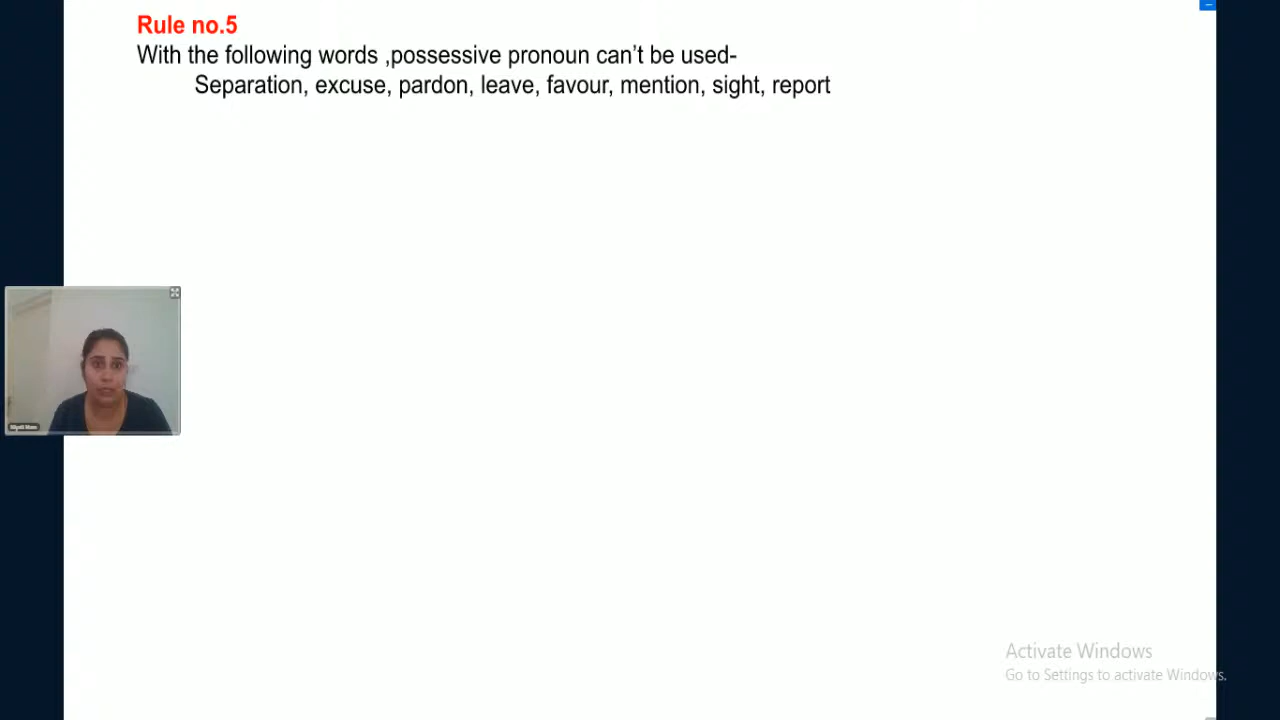 Rule no.5
With the following words ,possessive pronoun can't be used-
Separation, excuse, pardon, leave, favour, mention, sight, report
Activate Windows
Go to Settings to activate Windows.